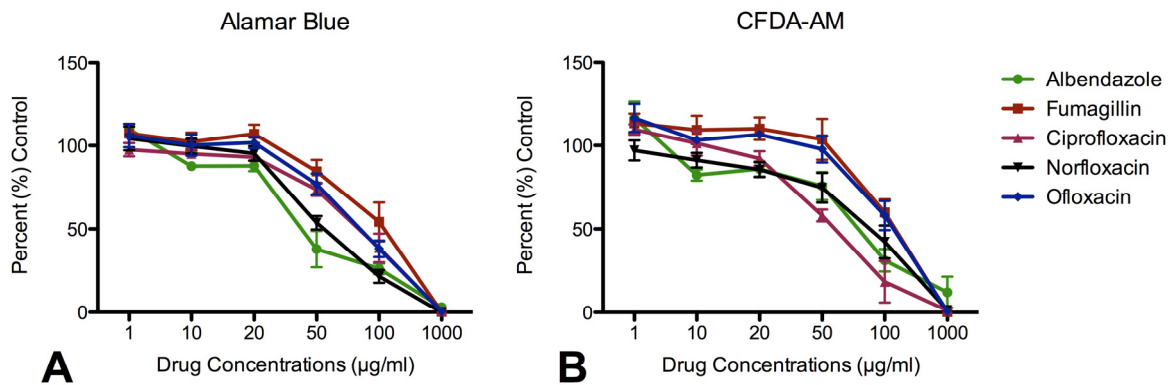 Alamar Blue
Percent (%) Control
150
100
50
0
1 10 20 50 100 1000
Drug Concentrations (µg/ml)
A
CFDA-AM
Percent (%) Control
150
100
50
0
1 10 20 50 100 1000
Drug Concentrations (µg/ml)
B
Albendazole
Fumagillin
Ciprofloxacin
Norfloxacin
Ofloxacin